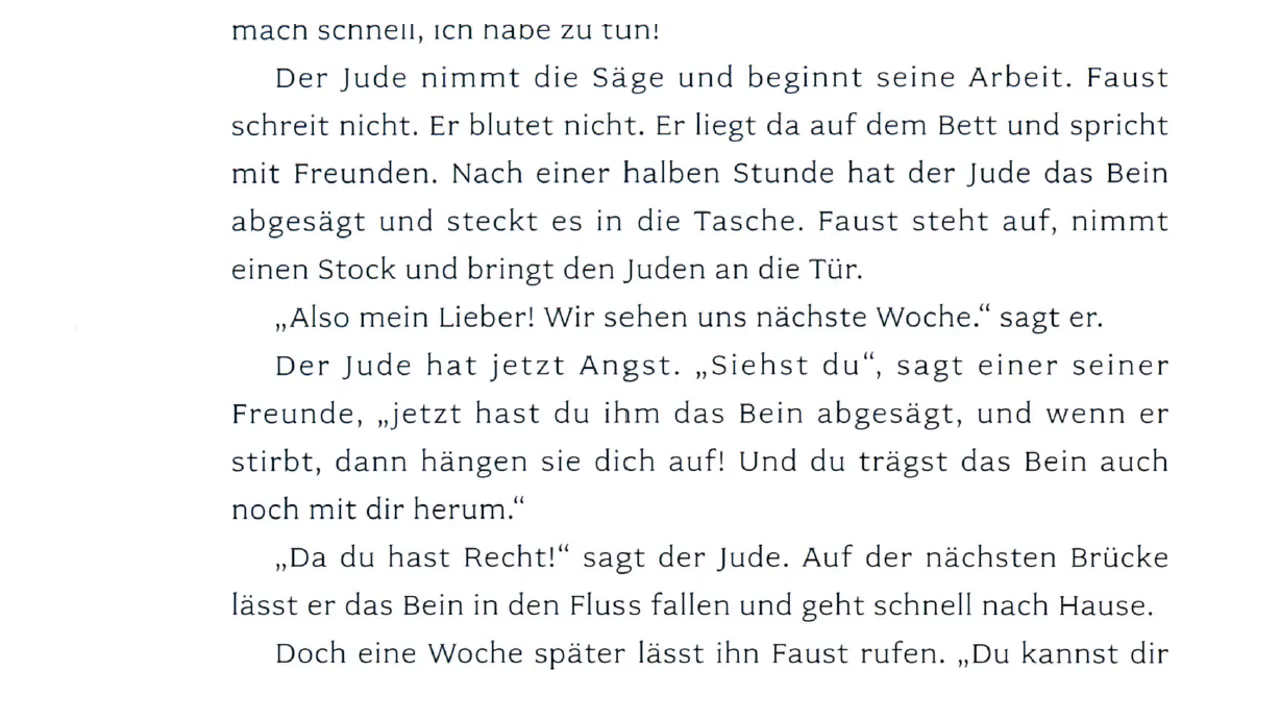 mach schnell, ich habe zu tun!
Der Jude nimmt die Säge und beginnt seine Arbeit. Faust
schreit nicht. Er blutet nicht. Er liegt da auf dem Bett und spricht
mit Freunden. Nach einer halben Stunde hat der Jude das Bein
abgesägt und steckt es in die Tasche. Faust steht auf, nimmt
einen Stock und bringt den Juden an die Tür.
„Also mein Lieber! Wir sehen uns nächste Woche.“ sagt er.
Der Jude hat jetzt Angst. „Siehst du“, sagt einer seiner
Freunde, „jetzt hast du ihm das Bein abgesägt, und wenn er
stirbt, dann hängen sie dich auf! Und du trägst das Bein auch
noch mit dir herum.“
„Da du hast Recht!“ sagt der Jude. Auf der nächsten Brücke
lässt er das Bein in den Fluss fallen und geht schnell nach Hause.
Doch eine Woche später lässt ihn Faust rufen. „Du kannst dir